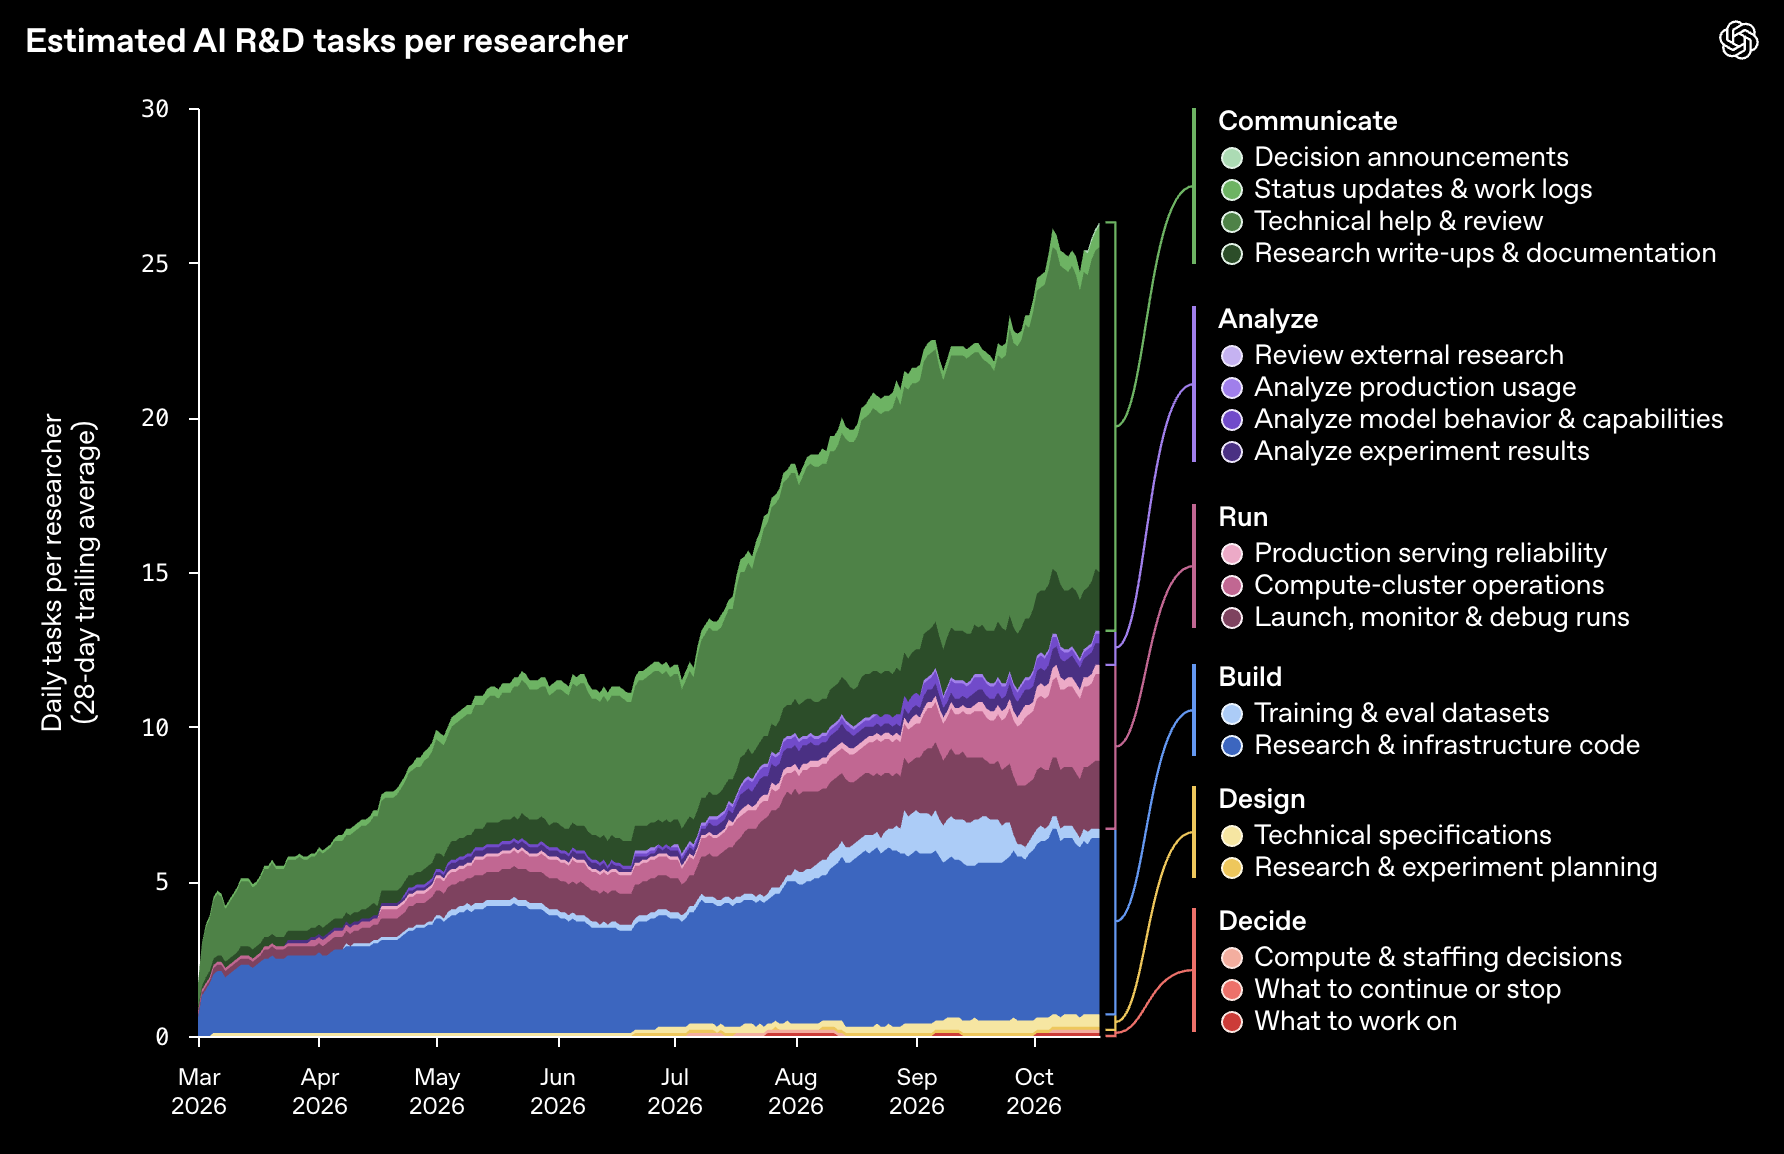 Estimated AI R&D tasks per researcher
Daily tasks per researcher
(28-day trailing average)
30
25
20
15
10
5
0
Mar
2026
Apr
2026
May
2026
Jun
2026
Jul
2026
Aug
2026
Sep
2026
Oct
2026
Communicate
Decision announcements
Status updates & work logs
Technical help & review
Research write-ups & documentation
Analyze
Review external research
Analyze production usage
Analyze model behavior & capabilities
Analyze experiment results
Run
Production serving reliability
Compute-cluster operations
Launch, monitor & debug runs
Build
Training & eval datasets
Research & infrastructure code
Design
Technical specifications
Research & experiment planning
Decide
Compute & staffing decisions
What to continue or stop
What to work on